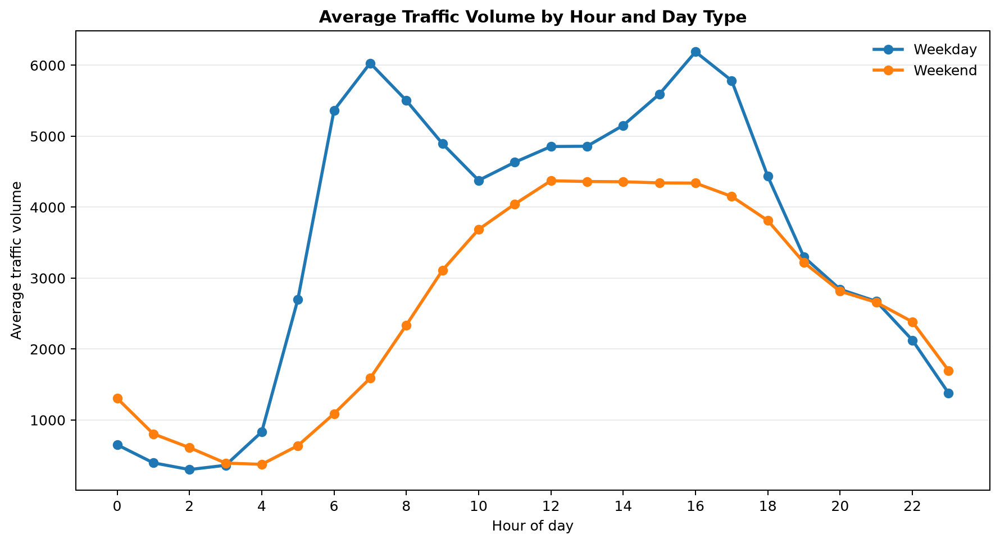 Average Traffic Volume by Hour and Day Type
Weekday
Weekend
Average traffic volume
6000
5000
4000
3000
2000
1000
0 2 4 6 8 10 12 14 16 18 20 22
Hour of day